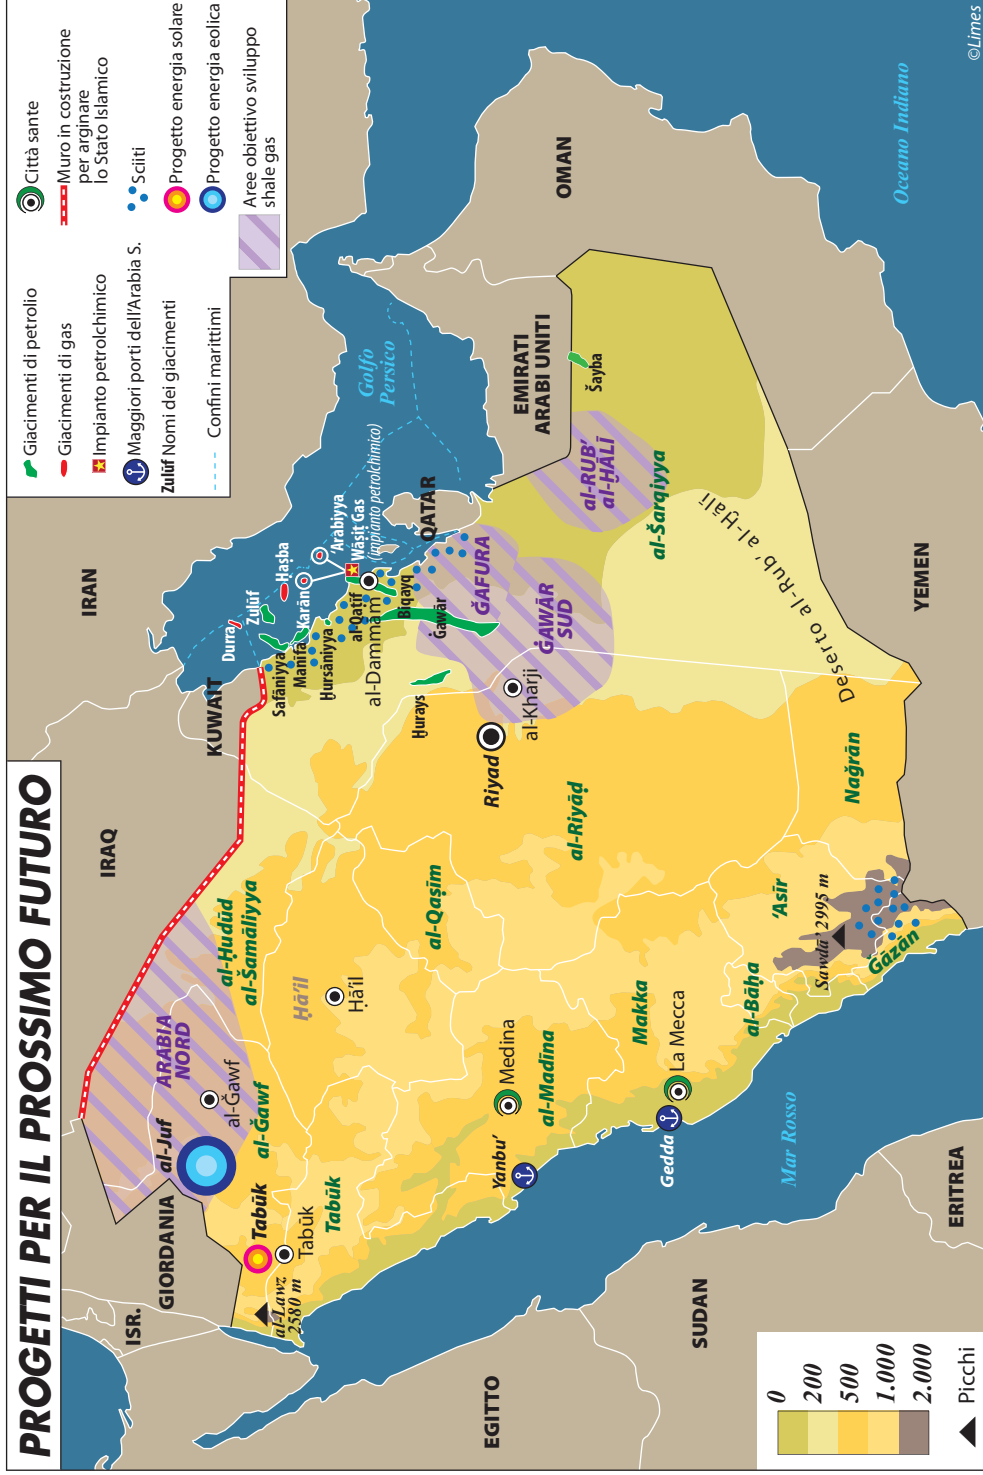 PROGETTI PER IL PROSSIMO FUTURO
Giacimenti di petrolio
Giacimenti di gas
Impianto petrolchimico
Maggiori porti dell'Arabia S.
Zulūf Nomi dei giacimenti
Confini marittimi
Città sante
Muro in costruzione
per arginare
lo Stato Islamico
Sciiti
Progetto energia solare
Progetto energia eolica
Aree obiettivo sviluppo
shale gas
ISR.
GIORDANIA
IRAQ
KUWAIT
IRAN
QATAR
EMIRATI
ARABI UNITI
OMAN
YEMEN
ERITREA
SUDAN
EGITTO
Golfo
Persico
Oceano Indiano
Mar Rosso
al-Juf
ARABIA
NORD
al-Ğawf
al-Ğawf
al-Ḥudūd
al-Šamāliyya
Tabūk
Tabūk
Tabūk
al-Lawz
2580 m
Ḥā'il
Ḥā'il
al-Qaṣīm
Yanbu'
Medina
al-Madīna
Gedda
La Mecca
Makka
al-Bāḥa
'Asīr
Sawdā' 2995 m
Ğāzān
Nağrān
Riyad
al-Riyāḍ
al-Kharji
Durra
Zulūf
Ḥaṣba
Karān
'Arabiyya
Wāṣiṭ Gas
(impianto petrolchimico)
Safāniyya
Manīfa
Ḫursāniyya
al-Qaṭīf
al-Dammām
Biqayq
Ḫurays
Ġawār
ĞAFURA
ĠAWĀR
SUD
al-RUB'
al-ḪĀLĪ
Šayba
al-Šarqiyya
Deserto al-Rub' al-Ḫālī
0
200
500
1.000
2.000
Picchi
©Limes